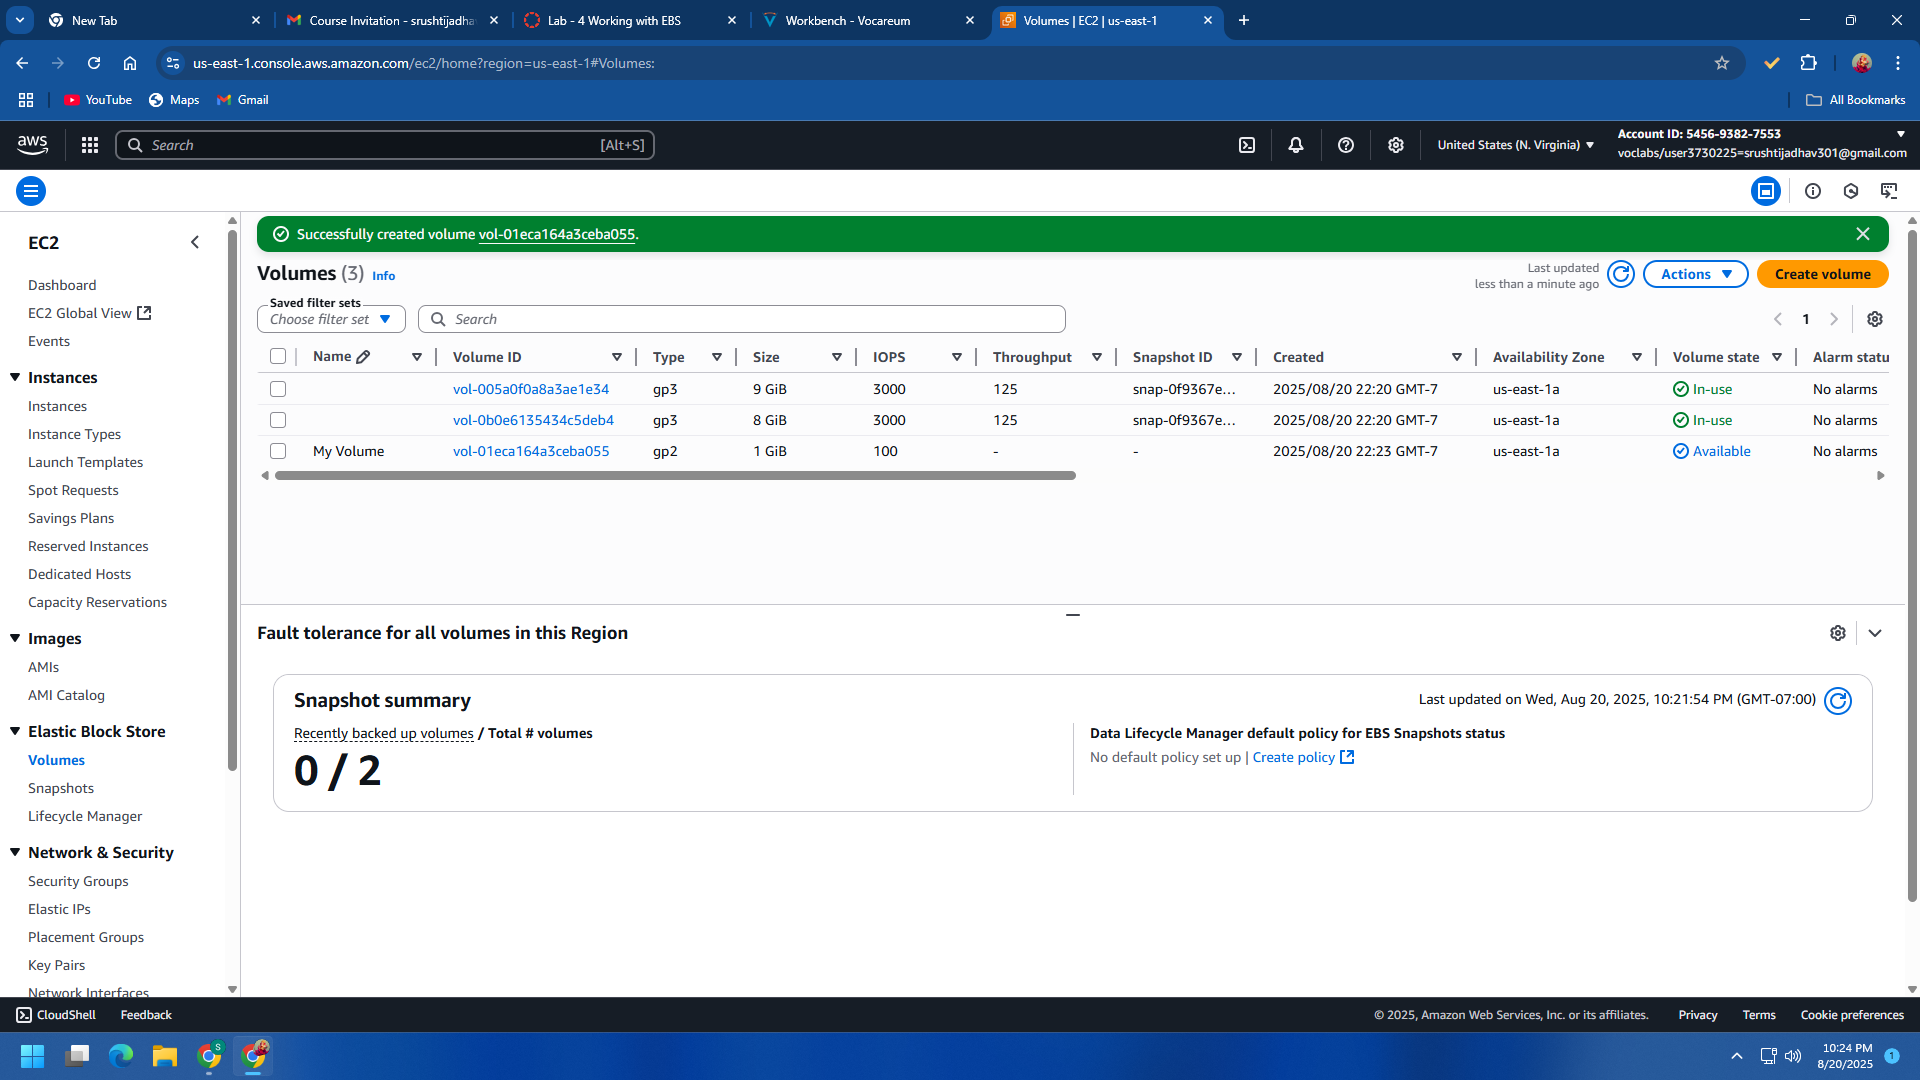 New Tab
Course Invitation - srushtijadha
Lab - 4 Working with EBS
Workbench - Vocareum
Volumes | EC2 | us-east-1
us-east-1.console.aws.amazon.com/ec2/home?region=us-east-1#Volumes:
YouTube
Maps
Gmail
All Bookmarks
aws
Search
[Alt+S]
United States (N. Virginia)
Account ID: 5456-9382-7553
voclabs/user3730225=srushtijadhav301@gmail.com
EC2
Dashboard
EC2 Global View
Events
Instances
Instances
Instance Types
Launch Templates
Spot Requests
Savings Plans
Reserved Instances
Dedicated Hosts
Capacity Reservations
Images
AMIs
AMI Catalog
Elastic Block Store
Volumes
Snapshots
Lifecycle Manager
Network & Security
Security Groups
Elastic IPs
Placement Groups
Key Pairs
Network Interfaces
Successfully created volume vol-01eca164a3ceba055.
Volumes (3) Info
Last updated
less than a minute ago
Actions
Create volume
Saved filter sets
Choose filter set
Search
1
Name Volume ID Type Size IOPS Throughput Snapshot ID Created Availability Zone Volume state Alarm statu
vol-005a0f0a8a3ae1e34 gp3 9 GiB 3000 125 snap-0f9367e... 2025/08/20 22:20 GMT-7 us-east-1a In-use No alarms
vol-0b0e6135434c5deb4 gp3 8 GiB 3000 125 snap-0f9367e... 2025/08/20 22:20 GMT-7 us-east-1a In-use No alarms
My Volume vol-01eca164a3ceba055 gp2 1 GiB 100 - - 2025/08/20 22:23 GMT-7 us-east-1a Available No alarms
Fault tolerance for all volumes in this Region
Snapshot summary
Last updated on Wed, Aug 20, 2025, 10:21:54 PM (GMT-07:00)
Recently backed up volumes / Total # volumes
0 / 2
Data Lifecycle Manager default policy for EBS Snapshots status
No default policy set up | Create policy
CloudShell
Feedback
© 2025, Amazon Web Services, Inc. or its affiliates.
Privacy
Terms
Cookie preferences
S
10:24 PM
8/20/2025
1